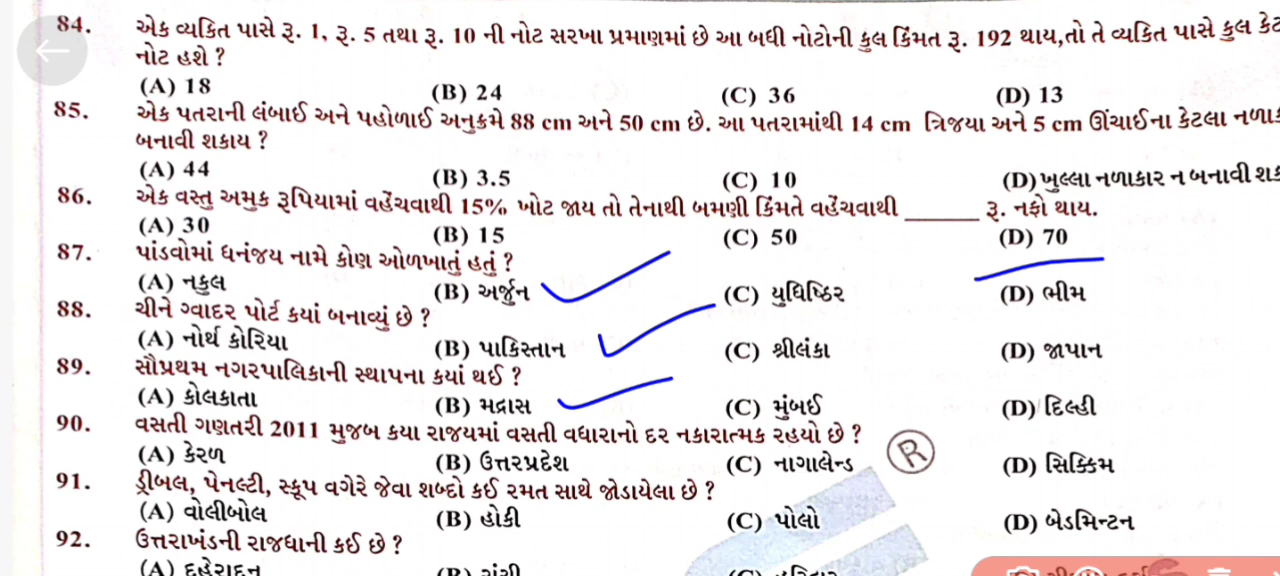 84. એક વ્યકિત પાસે રૂ. 1, રૂ. 5 તથા રૂ. 10 ની નોટ સરખા પ્રમાણમાં છે આ બધી નોટોની કુલ કિંમત રૂ. 192 થાય,તો તે વ્યકિત પાસે કુલ
નોટ હશે ?
(A) 18 (B) 24 (C) 36 (D) 13
85. એક પતરાની લંબાઈ અને પહોળાઈ અનુક્રમે 88 cm અને 50 cm છે. આ પતરામાંથી 14 cm ત્રિજયા અને 5 cm ઊંચાઈના કેટલા
બનાવી શકાય ?
(A) 44 (B) 3.5 (C) 10 (D) ખુલ્લા નળાકાર ન બનાવી
86. એક વસ્તુ અમુક રૂપિયામાં વહેંચવાથી 15% ખોટ જાય તો તેનાથી બમણી કિંમતે વહેંચવાથી ______ રૂ. નફો થાય.
(A) 30 (B) 15 (C) 50 (D) 70
87. પાંડવોમાં ધનંજય નામે કોણ ઓળખાતું હતું ?
(A) નકુલ (B) અર્જુન (C) યુધિષ્ઠિર (D) ભીમ
88. ચીને ગ્વાદર પોર્ટ કયાં બનાવ્યું છે ?
(A) નોર્થ કોરિયા (B) પાકિસ્તાન (C) શ્રીલંકા (D) જાપાન
89. સૌપ્રથમ નગરપાલિકાની સ્થાપના કયાં થઈ ?
(A) કોલકાતા (B) મદ્રાસ (C) મુંબઈ (D) દિલ્હી
90. વસતી ગણતરી 2011 મુજબ કયા રાજયમાં વસતી વધારાનો દર નકારાત્મક રહયો છે ?
(A) કેરળ (B) ઉત્તરપ્રદેશ (C) નાગાલેન્ડ (D) સિક્કિમ
R
91. ડ્રીબલ, પેનલ્ટી, સ્કૂપ વગેરે જેવા શબ્દો કઈ રમત સાથે જોડાયેલા છે ?
(A) વોલીબોલ (B) હોકી (C) પોલો (D) બેડમિન્ટન
92. ઉત્તરાખંડની રાજધાની કઈ છે ?
(A) દહેરાદન (B) (C)